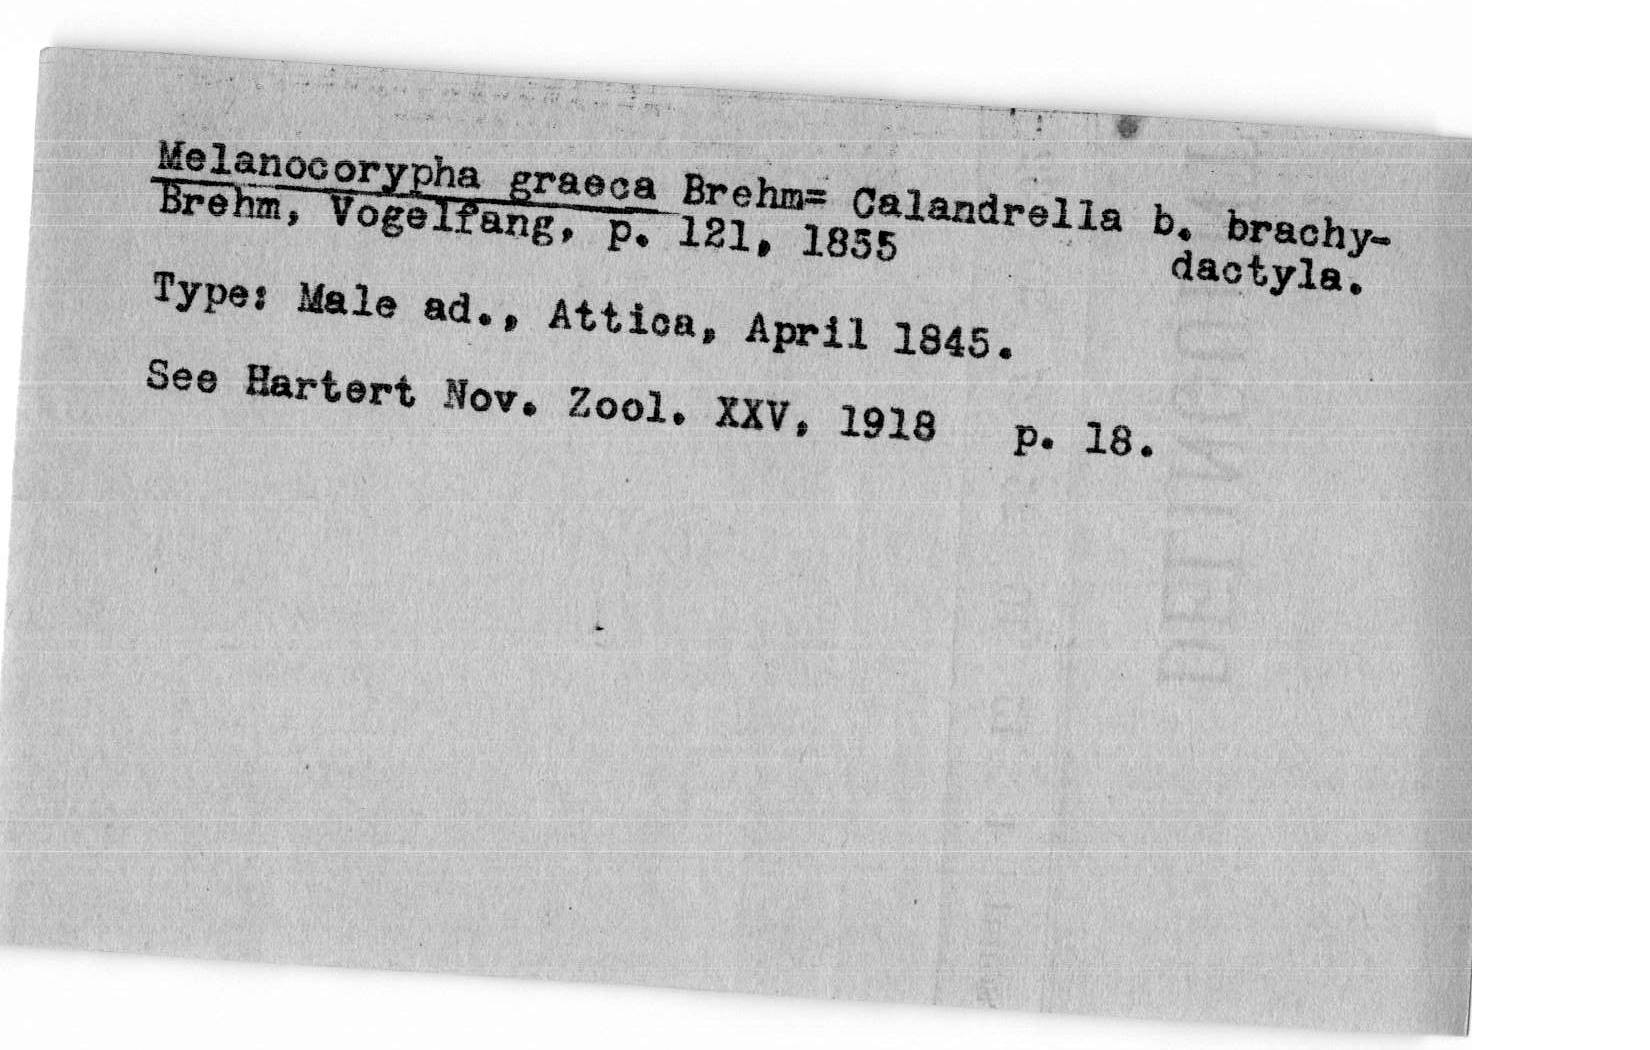 Melanocorypha graeca Brehm= Calandrella b. brachy-
dactyla.
Brehm, Vogelfang, p. 121, 1855
Type: Male ad., Attica, April 1845.
See Hartert Nov. Zool. XXV, 1918 p. 18.